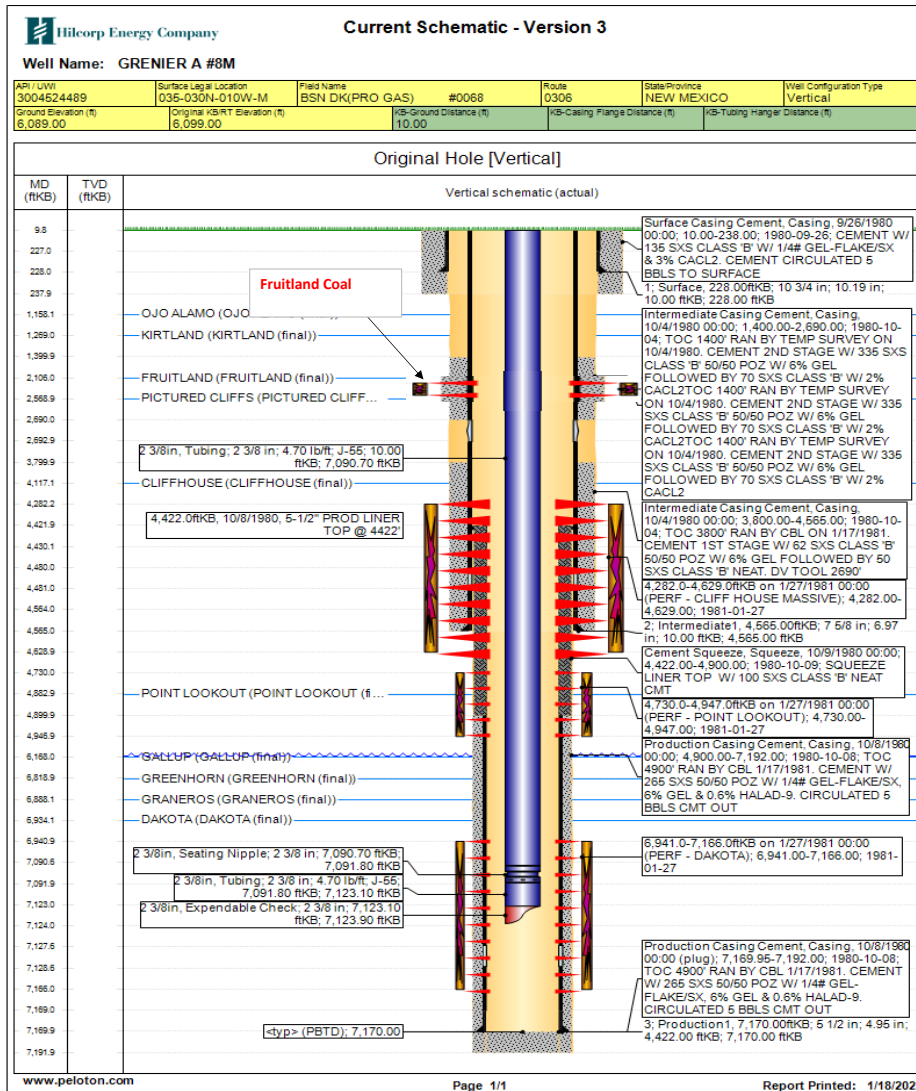 Hilcorp Energy Company
Current Schematic - Version 3
Well Name: GRENIER A #8M
API / UWI
3004524489
Surface Legal Location
035-030N-010W-M
Field Name
BSN DK(PRO GAS) #0068
Route
0306
State/Province
NEW MEXICO
Well Configuration Type
Vertical
Ground Elevation (ft)
6,089.00
Original KB/RT Elevation (ft)
6,099.00
KB-Ground Distance (ft)
10.00
KB-Casing Flange Distance (ft)
KB-Tubing Hanger Distance (ft)
Original Hole [Vertical]
MD
(ftKB)
TVD
(ftKB)
Vertical schematic (actual)
9.8
227.0
228.0
237.9
1,158.1
1,269.0
1,399.9
2,106.0
2,568.9
2,690.0
2,692.9
3,799.9
4,117.1
4,282.2
4,421.9
4,430.1
4,480.0
4,481.0
4,564.0
4,565.0
4,628.9
4,730.0
4,882.9
4,899.9
4,946.9
6,168.0
6,818.9
6,888.1
6,934.1
6,940.9
7,090.6
7,091.9
7,123.0
7,124.0
7,127.6
7,128.6
7,166.0
7,169.0
7,169.9
7,191.9
Fruitland Coal
OJO ALAMO (OJO
KIRTLAND (KIRTLAND (final))
FRUITLAND (FRUITLAND (final))
PICTURED CLIFFS (PICTURED CLIFF...
2 3/8in, Tubing; 2 3/8 in; 4.70 lb/ft; J-55; 10.00
ftKB; 7,090.70 ftKB
CLIFFHOUSE (CLIFFHOUSE (final))
4,422.0ftKB, 10/8/1980, 5-1/2" PROD LINER
TOP @ 4422'
POINT LOOKOUT (POINT LOOKOUT (fi...
GALLUP (GALLUP (final))
GREENHORN (GREENHORN (final))
GRANEROS (GRANEROS (final))
DAKOTA (DAKOTA (final))
2 3/8in, Seating Nipple; 2 3/8 in; 7,090.70 ftKB;
7,091.80 ftKB
2 3/8in, Tubing; 2 3/8 in; 4.70 lb/ft; J-55;
7,091.80 ftKB; 7,123.10 ftKB
2 3/8in, Expendable Check; 2 3/8 in; 7,123.10
ftKB; 7,123.90 ftKB
<typ> (PBTD); 7,170.00
Surface Casing Cement, Casing, 9/26/1980
00:00; 10.00-238.00; 1980-09-26; CEMENT W/
135 SXS CLASS 'B' W/ 1/4# GEL-FLAKE/SX
& 3% CACL2. CEMENT CIRCULATED 5
BBLS TO SURFACE
1; Surface, 228.00ftKB; 10 3/4 in; 10.19 in;
10.00 ftKB; 228.00 ftKB
Intermediate Casing Cement, Casing,
10/4/1980 00:00; 1,400.00-2,690.00; 1980-10-
04; TOC 1400' RAN BY TEMP SURVEY ON
10/4/1980. CEMENT 2ND STAGE W/ 335 SXS
CLASS 'B' 50/50 POZ W/ 6% GEL
FOLLOWED BY 70 SXS CLASS 'B' W/ 2%
CACL2TOC 1400' RAN BY TEMP SURVEY
ON 10/4/1980. CEMENT 2ND STAGE W/ 335
SXS CLASS 'B' 50/50 POZ W/ 6% GEL
FOLLOWED BY 70 SXS CLASS 'B' W/ 2%
CACL2TOC 1400' RAN BY TEMP SURVEY
ON 10/4/1980. CEMENT 2ND STAGE W/ 335
SXS CLASS 'B' 50/50 POZ W/ 6% GEL
FOLLOWED BY 70 SXS CLASS 'B' W/ 2%
CACL2
Intermediate Casing Cement, Casing,
10/4/1980 00:00; 3,800.00-4,565.00; 1980-10-
04; TOC 3800' RAN BY CBL ON 1/17/1981.
CEMENT 1ST STAGE W/ 62 SXS CLASS 'B'
50/50 POZ W/ 6% GEL FOLLOWED BY 50
SXS CLASS 'B' NEAT. DV TOOL 2690'
4,282.0-4,629.0ftKB on 1/27/1981 00:00
(PERF - CLIFF HOUSE MASSIVE); 4,282.00-
4,629.00; 1981-01-27
2; Intermediate1, 4,565.00ftKB; 7 5/8 in; 6.97
in; 10.00 ftKB; 4,565.00 ftKB
Cement Squeeze, Squeeze, 10/9/1980 00:00;
4,422.00-4,900.00; 1980-10-09; SQUEEZE
LINER TOP W/ 100 SXS CLASS 'B' NEAT
CMT
4,730.0-4,947.0ftKB on 1/27/1981 00:00
(PERF - POINT LOOKOUT); 4,730.00-
4,947.00; 1981-01-27
Production Casing Cement, Casing, 10/8/1980
00:00; 4,900.00-7,192.00; 1980-10-08; TOC
4900' RAN BY CBL 1/17/1981. CEMENT W/
265 SXS 50/50 POZ W/ 1/4# GEL-FLAKE/SX,
6% GEL & 0.6% HALAD-9. CIRCULATED 5
BBLS CMT OUT
6,941.0-7,166.0ftKB on 1/27/1981 00:00
(PERF - DAKOTA); 6,941.00-7,166.00; 1981-
01-27
Production Casing Cement, Casing, 10/8/1980
00:00 (plug); 7,169.95-7,192.00; 1980-10-08;
TOC 4900' RAN BY CBL 1/17/1981. CEMENT
W/ 265 SXS 50/50 POZ W/ 1/4# GEL-
FLAKE/SX, 6% GEL & 0.6% HALAD-9.
CIRCULATED 5 BBLS CMT OUT
3; Production1, 7,170.00ftKB; 5 1/2 in; 4.95 in;
4,422.00 ftKB; 7,170.00 ftKB
www.peloton.com
Page 1/1
Report Printed: 1/18/202